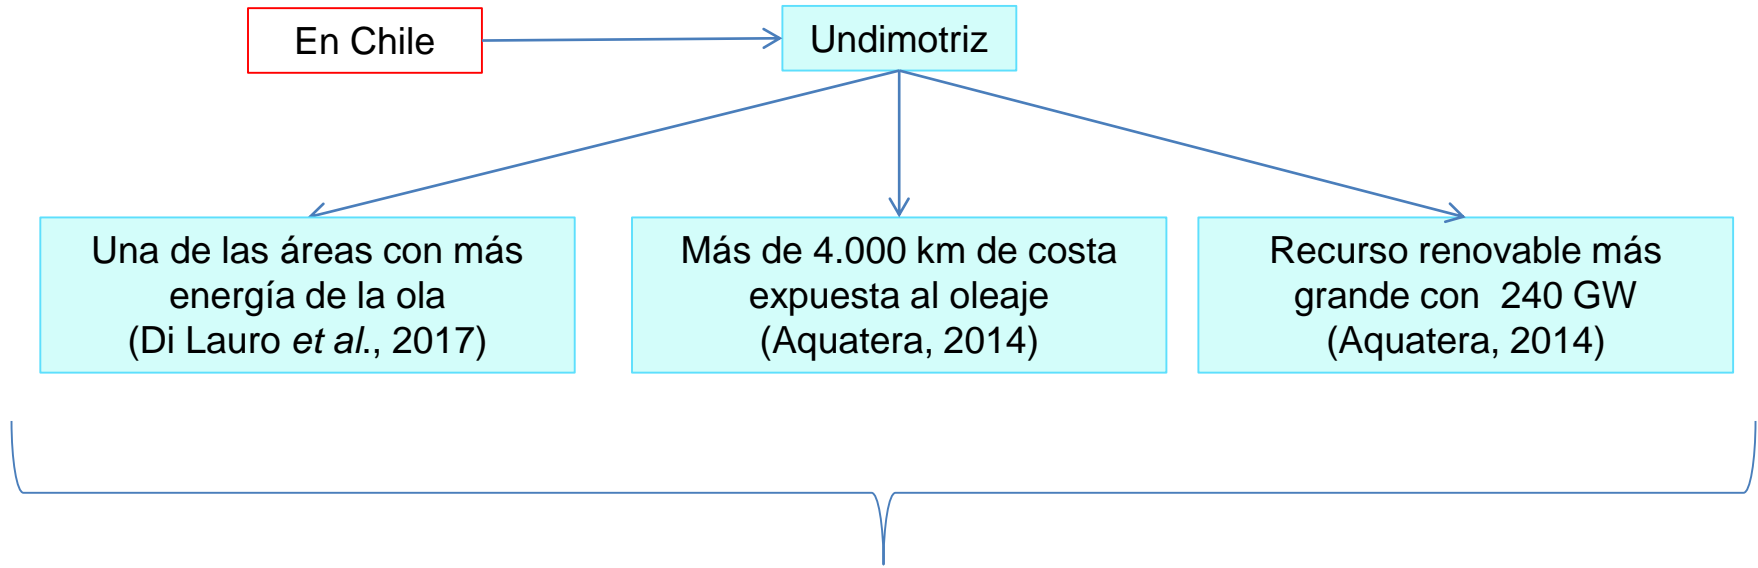 En Chile
Undimotriz
Una de las áreas con más
energía de la ola
(Di Lauro et al., 2017)
Más de 4.000 km de costa
expuesta al oleaje
(Aquatera, 2014)
Recurso renovable más
grande con  240 GW
(Aquatera, 2014)